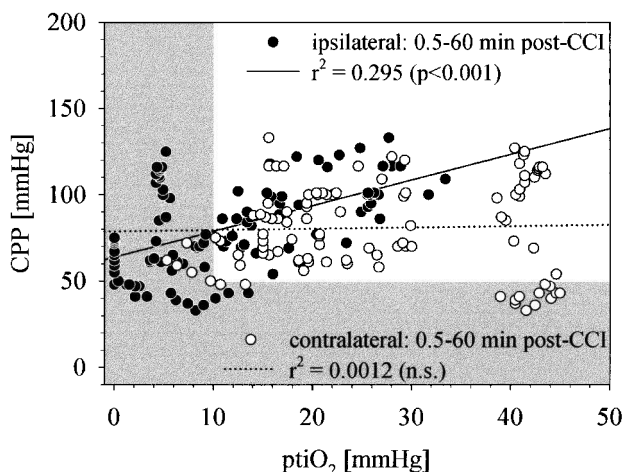 200
150
100
50
0
CPP [mmHg]
ipsilateral: 0.5-60 min post-CCI
r² = 0.295 (p<0.001)
contralateral: 0.5-60 min post-CCI
r² = 0.0012 (n.s.)
0 10 20 30 40 50
ptiO₂ [mmHg]